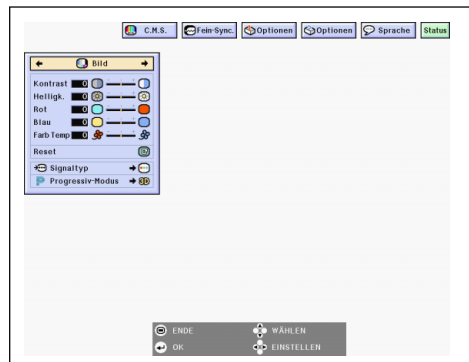 C.M.S. Fein-Sync. Optionen Optionen Sprache Status
Bild
Kontrast 0
Helligk. 0
Rot 0
Blau 0
Farb Temp 0
Reset
Signaltyp
Progressiv-Modus
ENDE WÄHLEN
OK EINSTELLEN